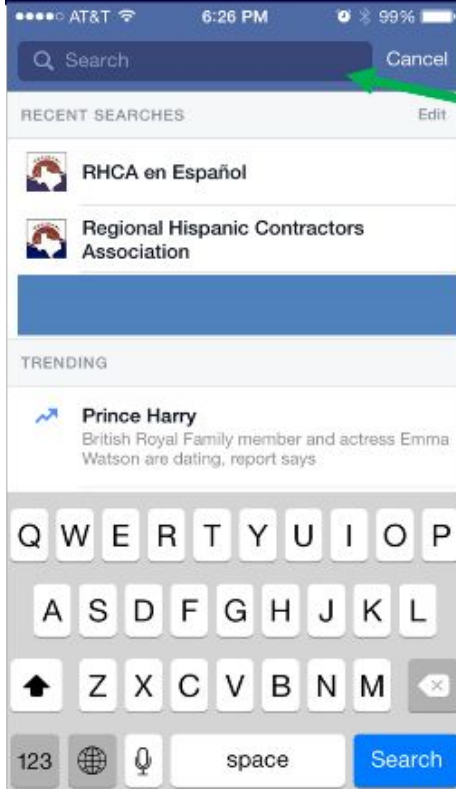 AT&T 6:26 PM 99%
Search Cancel
RECENT SEARCHES Edit
RHCA en Español
Regional Hispanic Contractors
Association
TRENDING
Prince Harry
British Royal Family member and actress Emma
Watson are dating, report says
Q W E R T Y U I O P
A S D F G H J K L
Z X C V B N M
123 space Search